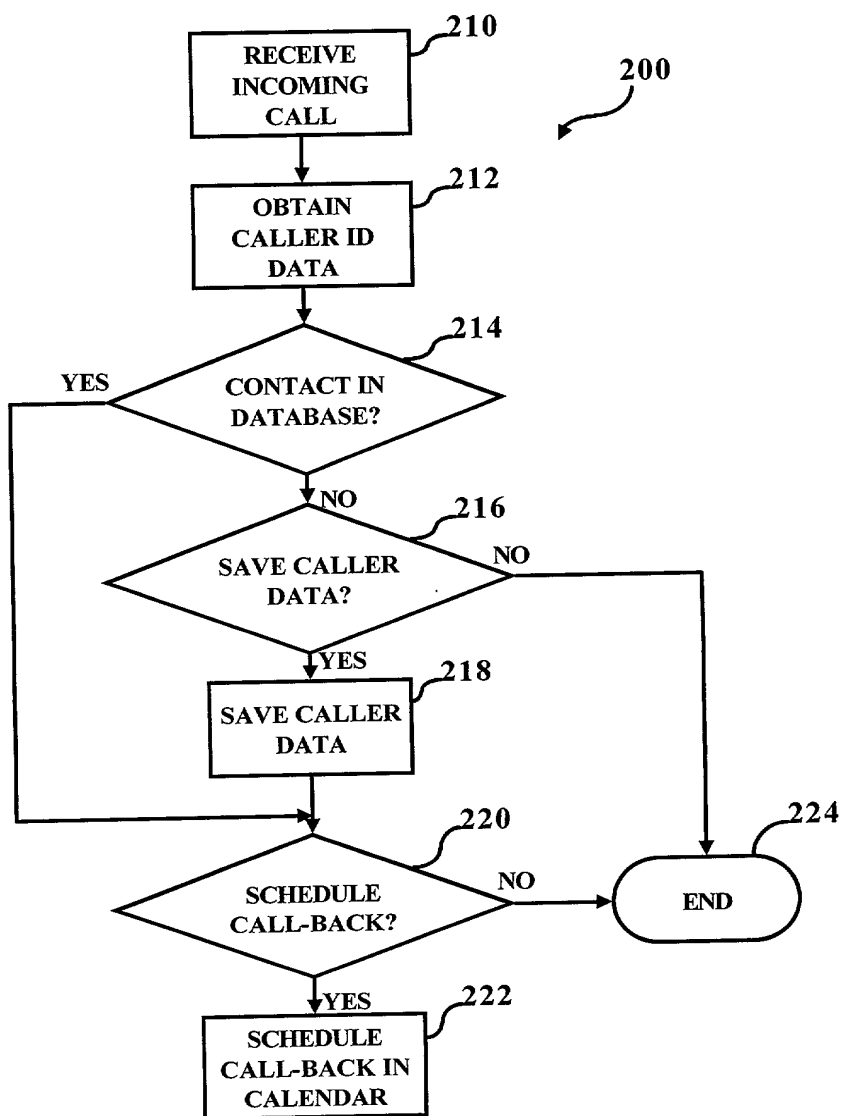 210
RECEIVE
INCOMING
CALL
200
212
OBTAIN
CALLER ID
DATA
214
YES
CONTACT IN
DATABASE?
NO
216
SAVE CALLER
DATA?
NO
YES
218
SAVE CALLER
DATA
220
224
SCHEDULE
CALL-BACK?
NO
END
YES
222
SCHEDULE
CALL-BACK IN
CALENDAR